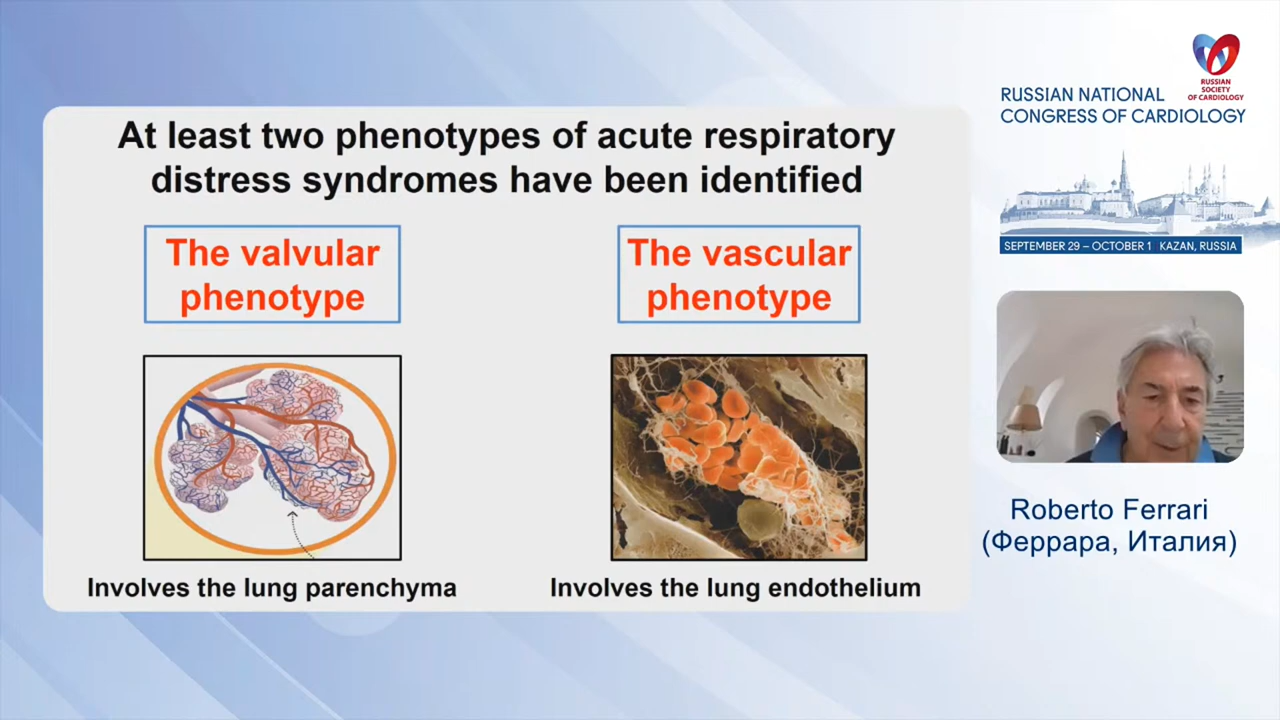 At least two phenotypes of acute respiratory
distress syndromes have been identified
The valvular
phenotype
The vascular
phenotype
Involves the lung parenchyma
Involves the lung endothelium
RUSSIAN
SOCIETY
OF CARDIOLOGY
RUSSIAN NATIONAL
CONGRESS OF CARDIOLOGY
SEPTEMBER 29 – OCTOBER 1 KAZAN, RUSSIA
Roberto Ferrari
(Феррара, Италия)